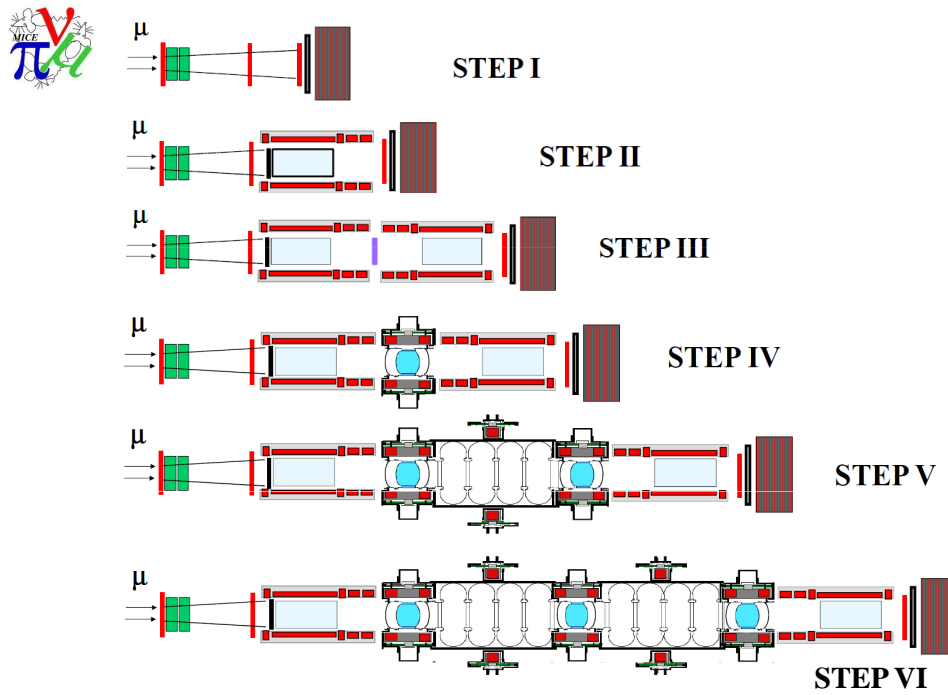 ν
MICE
π μ
μ
STEP I
μ
STEP II
μ
STEP III
μ
STEP IV
μ
STEP V
μ
STEP VI